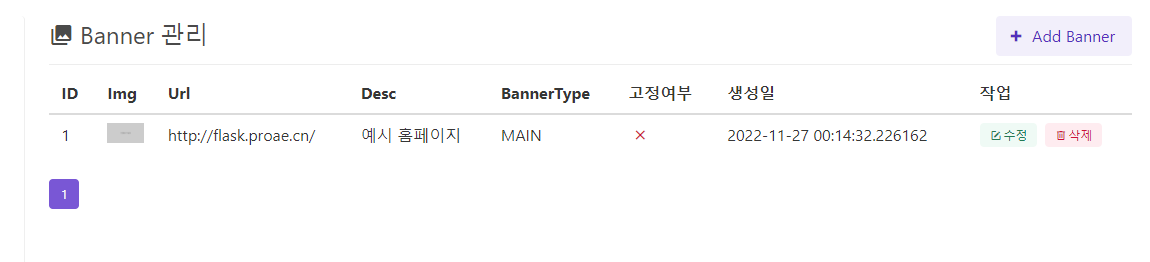 Banner 관리
+ Add Banner
ID Img Url Desc BannerType 고정여부 생성일 작업
1 http://flask.proae.cn/ 예시 홈페이지 MAIN × 2022-11-27 00:14:32.226162 수정 삭제
1